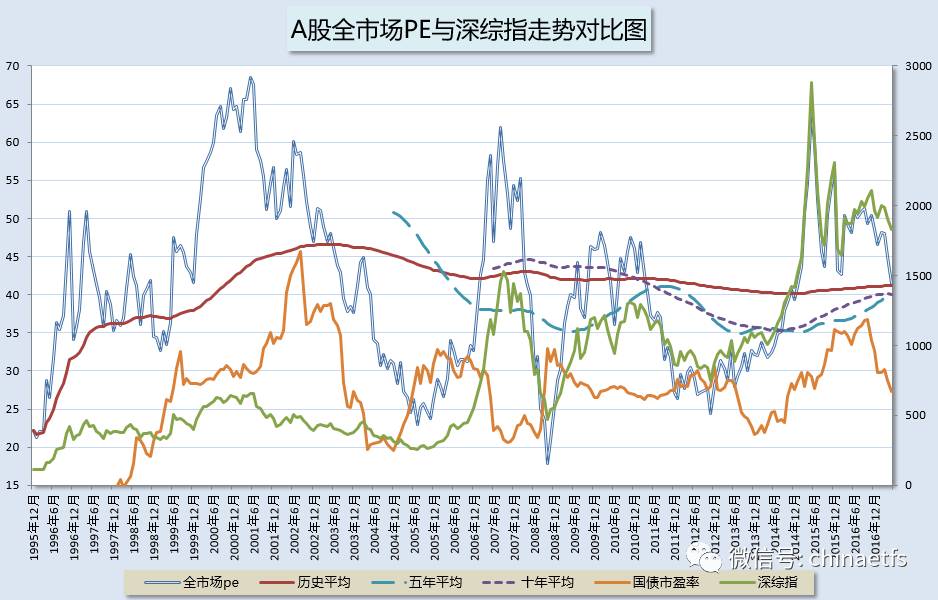 A股全市场PE与深综指走势对比图
70
65
60
55
50
45
40
35
30
25
20
15
3000
2500
2000
1500
1000
500
0
1995年12月
1996年6月
1996年12月
1997年6月
1997年12月
1998年6月
1998年12月
1999年6月
1999年12月
2000年6月
2000年12月
2001年6月
2001年12月
2002年6月
2002年12月
2003年6月
2003年12月
2004年6月
2004年12月
2005年6月
2005年12月
2006年6月
2006年12月
2007年6月
2007年12月
2008年6月
2008年12月
2009年6月
2009年12月
2010年6月
2010年12月
2011年6月
2011年12月
2012年6月
2012年12月
2013年6月
2013年12月
2014年6月
2014年12月
2015年6月
2015年12月
2016年6月
2016年12月
微信号: chinaetfs
全市场pe 历史平均 五年平均 十年平均 国债市盈率 深综指